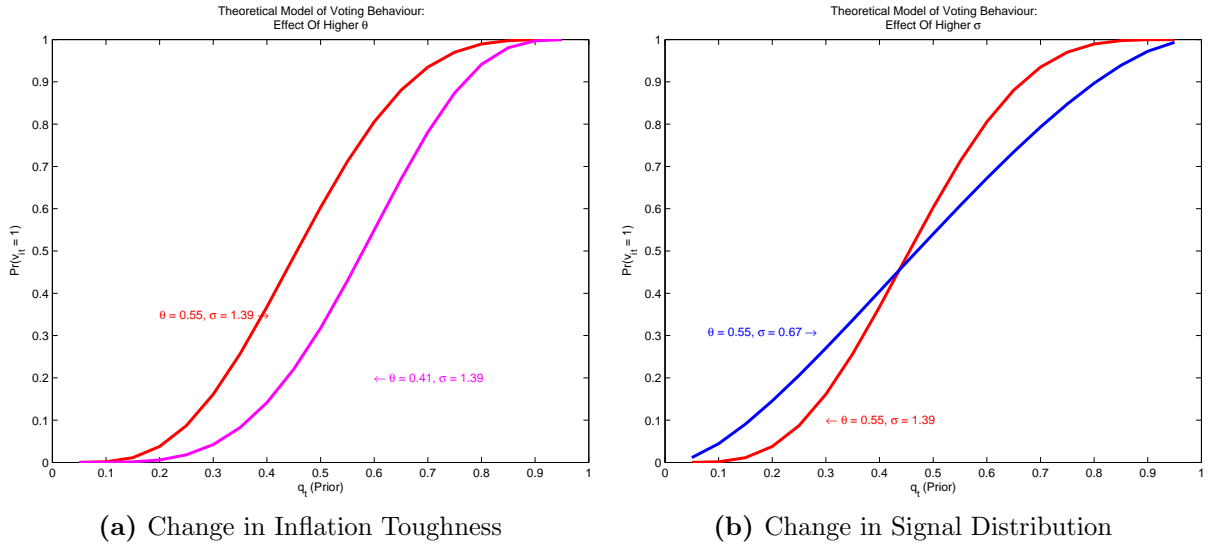 Theoretical Model of Voting Behaviour:
Effect Of Higher θ
1
0.9
0.8
0.7
0.6
0.5
0.4
0.3
0.2
0.1
0
Pr(v_it = 1)
θ = 0.55, σ = 1.39 →
← θ = 0.41, σ = 1.39
0 0.1 0.2 0.3 0.4 0.5 0.6 0.7 0.8 0.9 1
q_t (Prior)
(a) Change in Inflation Toughness
Theoretical Model of Voting Behaviour:
Effect Of Higher σ
1
0.9
0.8
0.7
0.6
0.5
0.4
0.3
0.2
0.1
0
Pr(v_it = 1)
θ = 0.55, σ = 0.67 →
← θ = 0.55, σ = 1.39
0 0.1 0.2 0.3 0.4 0.5 0.6 0.7 0.8 0.9 1
q_t (Prior)
(b) Change in Signal Distribution